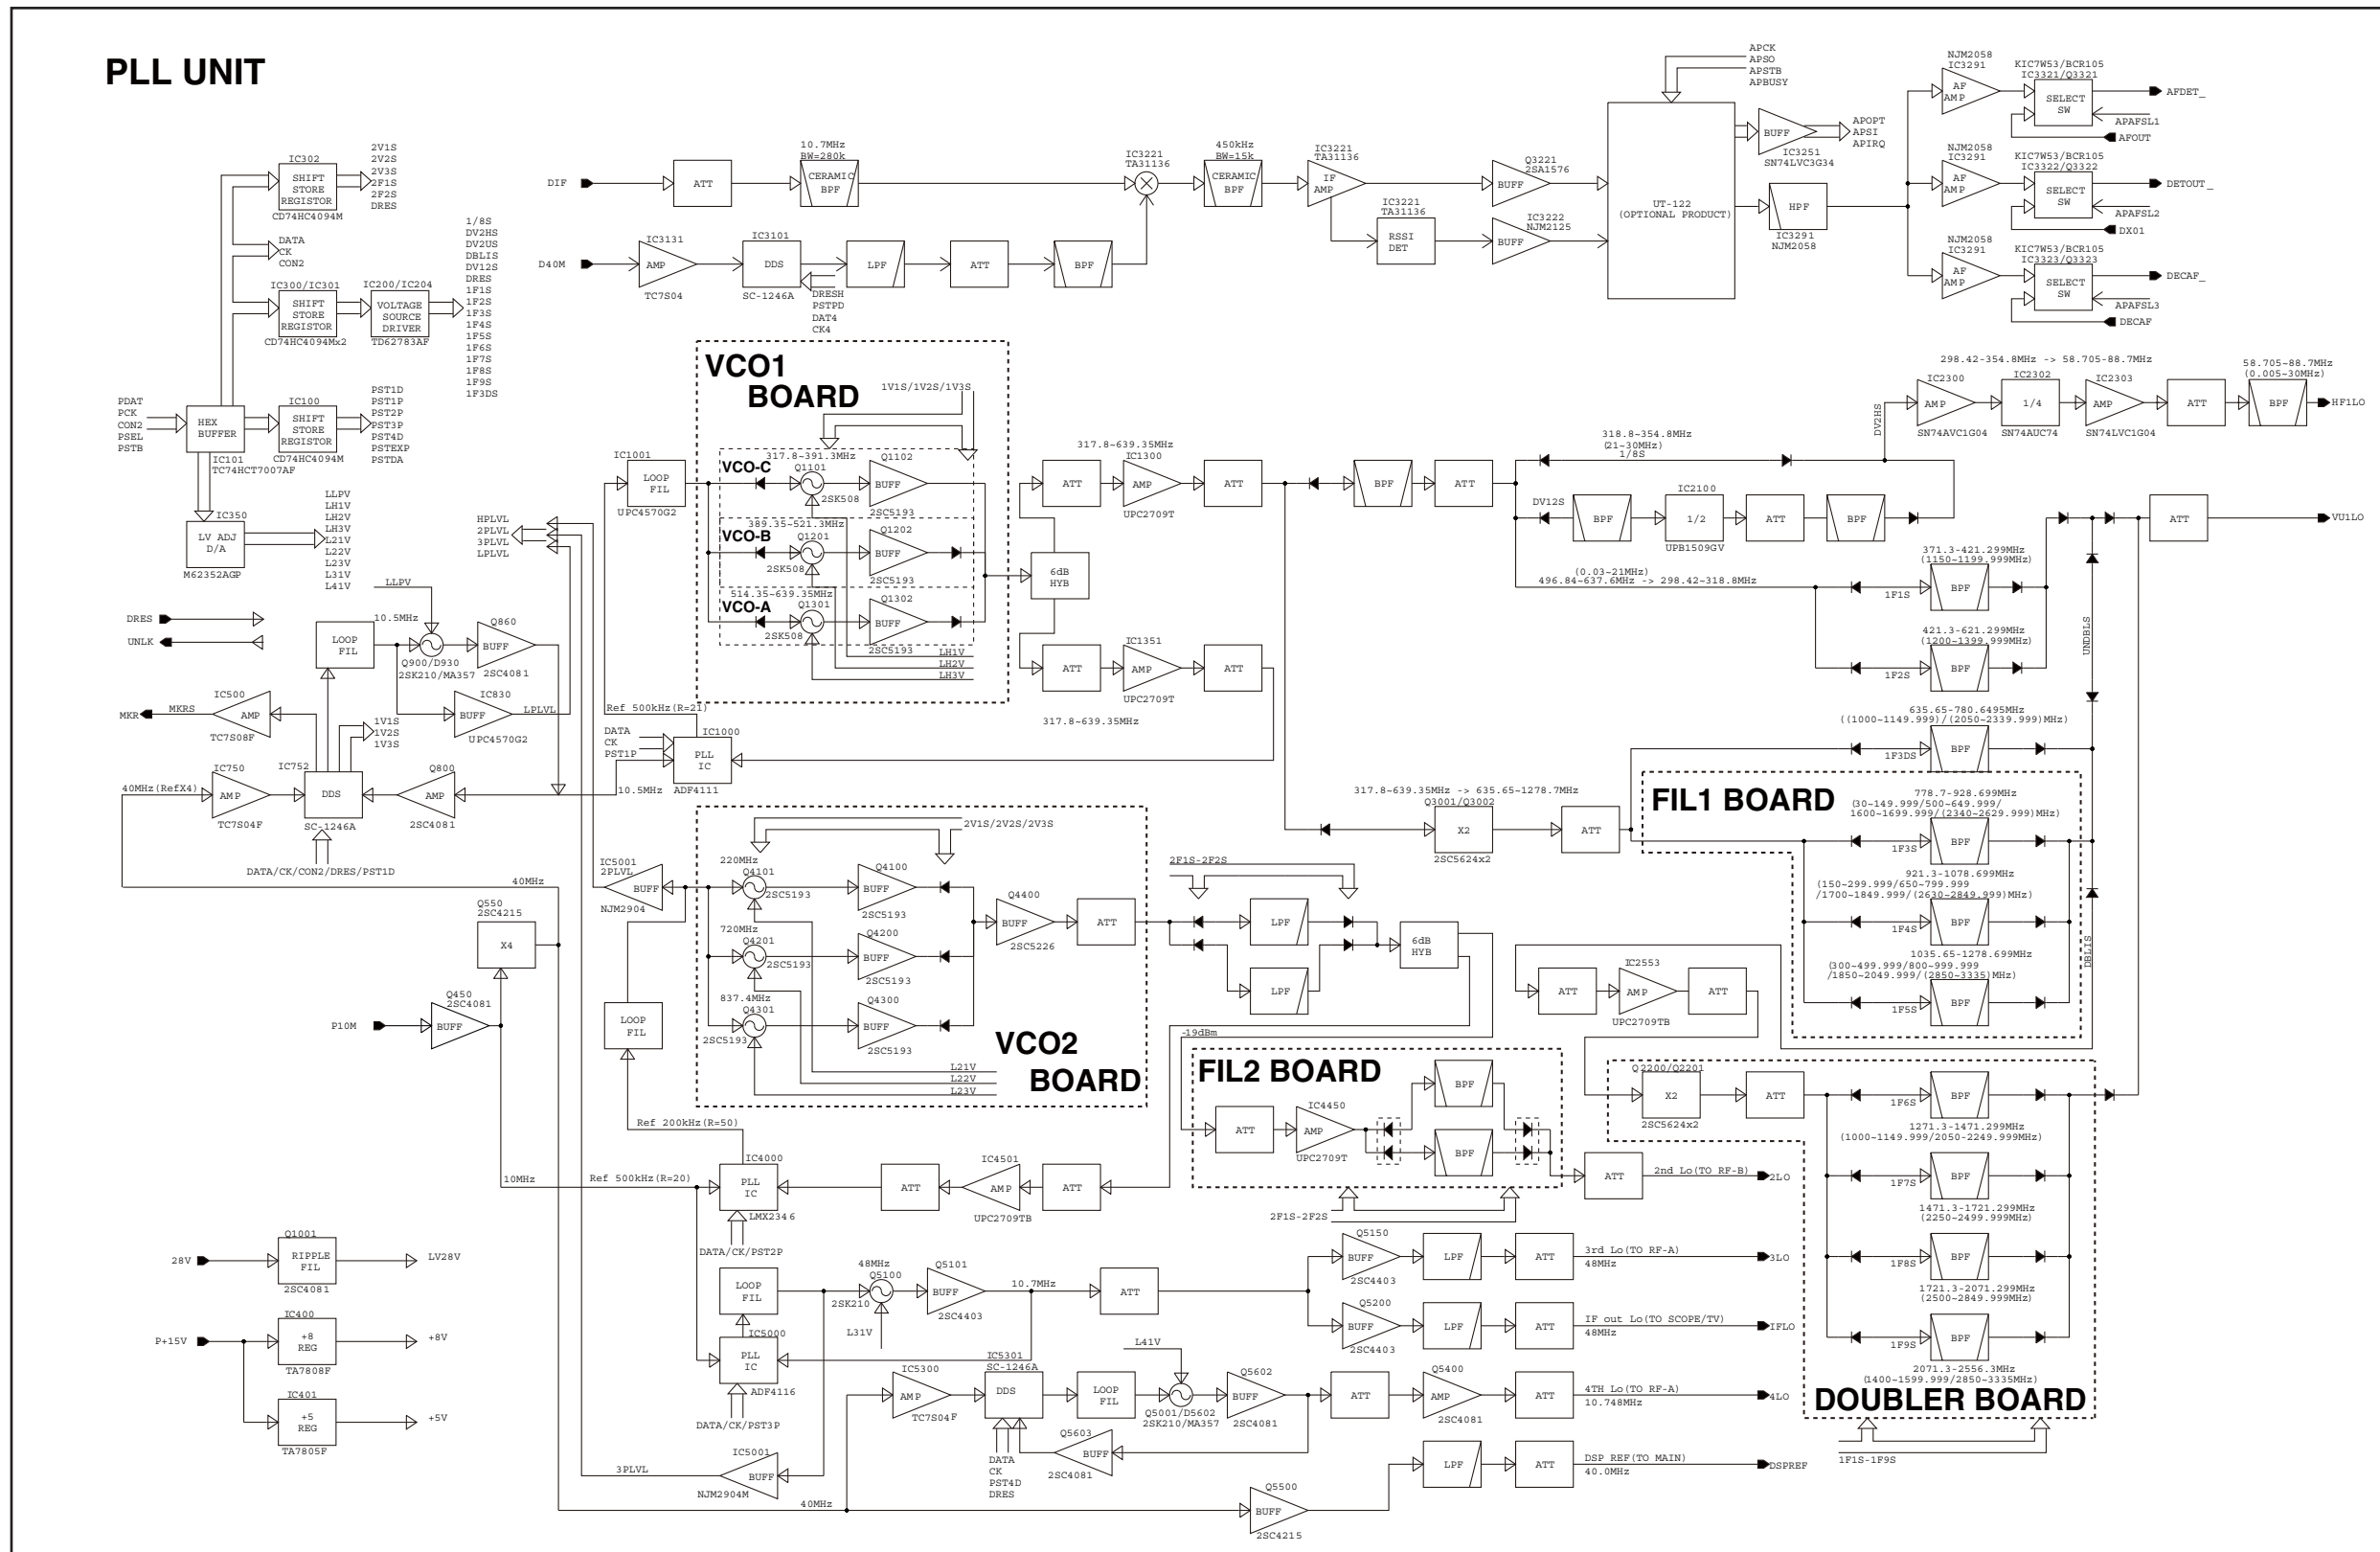 PLL UNIT
IC302
SHIFT
STORE
REGISTOR
CD74HC4094M
2V1S
2V2S
2V3S
2F1S
2F2S
DRES
DATA
CK
CON2
IC300/IC301
SHIFT
STORE
REGISTOR
CD74HC4094Mx2
IC200/IC204
VOLTAGE
SOURCE
DRIVER
TD62783AF
1/8S
DV2HS
DV2US
DBLIS
DV12S
DRES
1F1S
1F2S
1F3S
1F4S
1F5S
1F6S
1F7S
1F8S
1F9S
1F3DS
PDAT
PCK
CON2
PSEL
PSTB
HEX
BUFFER
IC101
TC74HCT7007AF
IC100
SHIFT
STORE
REGISTOR
CD74HC4094M
PST1D
PST1P
PST2P
PST3P
PST4D
PSTEXP
PSTDA
IC350
LV ADJ
D/A
M62352AGP
LLPV
LH1V
LH2V
LH3V
L21V
L22V
L23V
L31V
L41V
DIF
ATT
10.7MHz
BW=280k
CERAMIC
BPF
IC3221
TA31136
450kHz
BW=15k
CERAMIC
BPF
IC3221
TA31136
IF
AMP
IC3221
TA31136
RSSI
DET
Q3221
2SA1576
BUFF
IC3222
NJM2125
BUFF
D40M
IC3131
AMP
TC7S04
IC3101
DDS
SC-1246A
DRESH
PSTPD
DAT4
CK4
LPF
ATT
BPF
APCK
APSO
APSTB
APBUSY
UT-122
(OPTIONAL PRODUCT)
BUFF
IC3251
SN74LVC3G34
APOPT
APSI
APIRQ
HPF
IC3291
NJM2058
NJM2058
IC3291
AF
AMP
KIC7W53/BCR105
IC3321/Q3321
SELECT
SW
AFDET_
APAFSL1
AFOUT
NJM2058
IC3291
AF
AMP
KIC7W53/BCR105
IC3322/Q3322
SELECT
SW
DETOUT_
APAFSL2
DX01
NJM2058
IC3291
AF
AMP
KIC7W53/BCR105
IC3323/Q3323
SELECT
SW
DECAF_
APAFSL3
DECAF
VCO1
BOARD
1V1S/1V2S/1V3S
IC1001
LOOP
FIL
UPC4570G2
VCO-C
317.8-391.3MHz
Q1101
2SK508
Q1102
BUFF
2SC5193
VCO-B
389.35-521.3MHz
Q1201
2SK508
Q1202
BUFF
2SC5193
VCO-A
514.35-639.35MHz
Q1301
2SK508
Q1302
BUFF
2SC5193
LH1V
LH2V
LH3V
6dB
HYB
317.8-639.35MHz
ATT
IC1300
AMP
UPC2709T
ATT
ATT
IC1351
AMP
UPC2709T
ATT
317.8~639.35MHz
BPF
ATT
318.8-354.8MHz
(21-30MHz)
1/8S
DV12S
BPF
IC2100
1/2
UPB1509GV
ATT
BPF
(0.03~21MHz)
496.84-637.6MHz -> 298.42-318.8MHz
DV2HS
298.42-354.8MHz -> 58.705-88.7MHz
IC2300
AMP
SN74AVC1G04
IC2302
1/4
SN74AUC74
IC2303
AMP
SN74LVC1G04
ATT
58.705-88.7MHz
(0.005~30MHz)
BPF
HF1LO
ATT
VU1LO
371.3-421.299MHz
(1150~1199.999MHz)
1F1S
BPF
421.3-621.299MHz
(1200~1399.999MHz)
1F2S
BPF
UNDBLS
635.65-780.6495MHz
((1000~1149.999)/(2050~2339.999)MHz)
1F3DS
BPF
FIL1 BOARD
778.7-928.699MHz
(30-149.999/500~649.999/
1600~1699.999/(2340~2629.999)MHz)
1F3S
BPF
921.3-1078.699MHz
(150-299.999/650-799.999
/1700~1849.999/(2630~2849.999)MHz)
1F4S
BPF
1035.65-1278.699MHz
(300-499.999/800-999.999
/1850~2049.999/(2850~3335)MHz)
1F5S
BPF
DBLIS
317.8~639.35MHz -> 635.65~1278.7MHz
Q3001/Q3002
X2
2SC5624x2
ATT
HPLVL
2PLVL
3PLVL
LPLVL
DRES
UNLK
LLPV
LOOP
FIL
10.5MHz
Q900/D930
2SK210/MA357
Q860
BUFF
2SC4081
IC830
BUFF
UPC4570G2
LPLVL
MKR
MKRS
IC500
AMP
TC7S08F
1V1S
1V2S
1V3S
40MHz(RefX4)
IC750
AMP
TC7S04F
IC752
DDS
SC-1246A
Q800
AMP
2SC4081
DATA/CK/CON2/DRES/PST1D
Ref 500kHz(R=21)
DATA
CK
PST1P
10.5MHz
IC1000
PLL
IC
ADF4111
40MHz
Q550
2SC4215
X4
Q450
2SC4081
BUFF
P10M
10MHz
IC5001
2PLVL
BUFF
NJM2904
LOOP
FIL
VCO2
BOARD
2V1S/2V2S/2V3S
220MHz
Q4101
2SC5193
Q4100
BUFF
2SC5193
720MHz
Q4201
2SC5193
Q4200
BUFF
2SC5193
837.4MHz
Q4301
2SC5193
Q4300
BUFF
2SC5193
L21V
L22V
L23V
Q4400
BUFF
2SC5226
ATT
2F1S-2F2S
LPF
LPF
6dB
HYB
-19dBm
ATT
IC2553
AMP
UPC2709TB
ATT
FIL2 BOARD
ATT
IC4450
AMP
UPC2709T
BPF
BPF
2F1S-2F2S
ATT
2nd Lo(TO RF-B)
2LO
Q2200/Q2201
X2
2SC5624x2
ATT
1F6S
BPF
1271.3-1471.299MHz
(1000~1149.999/2050-2249.999MHz)
1F7S
BPF
1471.3-1721.299MHz
(2250~2499.999MHz)
1F8S
BPF
1721.3-2071.299MHz
(2500~2849.999MHz)
1F9S
BPF
2071.3-2556.3MHz
(1400~1599.999/2850~3335MHz)
DOUBLER BOARD
1F1S-1F9S
Ref 200kHz(R=50)
Ref 500kHz(R=20)
IC4000
PLL
IC
LMX2346
DATA/CK/PST2P
ATT
IC4501
AMP
UPC2709TB
ATT
28V
Q1001
RIPPLE
FIL
2SC4081
LV28V
P+15V
IC400
+8
REG
TA7808F
+8V
IC401
+5
REG
TA7805F
+5V
LOOP
FIL
IC5000
PLL
IC
ADF4116
DATA/CK/PST3P
48MHz
Q5100
2SK210
L31V
Q5101
BUFF
2SC4403
10.7MHz
ATT
Q5150
BUFF
2SC4403
LPF
ATT
3rd Lo(TO RF-A)
48MHz
3LO
Q5200
BUFF
2SC4403
LPF
ATT
IF out Lo(TO SCOPE/TV)
48MHz
IFLO
IC5300
AMP
TC7S04F
IC5301
SC-1246A
DDS
DATA
CK
PST4D
DRES
LOOP
FIL
L41V
Q5001/D5602
2SK210/MA357
Q5602
BUFF
2SC4081
Q5603
BUFF
2SC4081
ATT
Q5400
AMP
2SC4081
ATT
4TH Lo(TO RF-A)
10.748MHz
4LO
3PLVL
IC5001
BUFF
NJM2904M
40MHz
Q5500
BUFF
2SC4215
LPF
ATT
DSP REF(TO MAIN)
40.0MHz
DSPREF